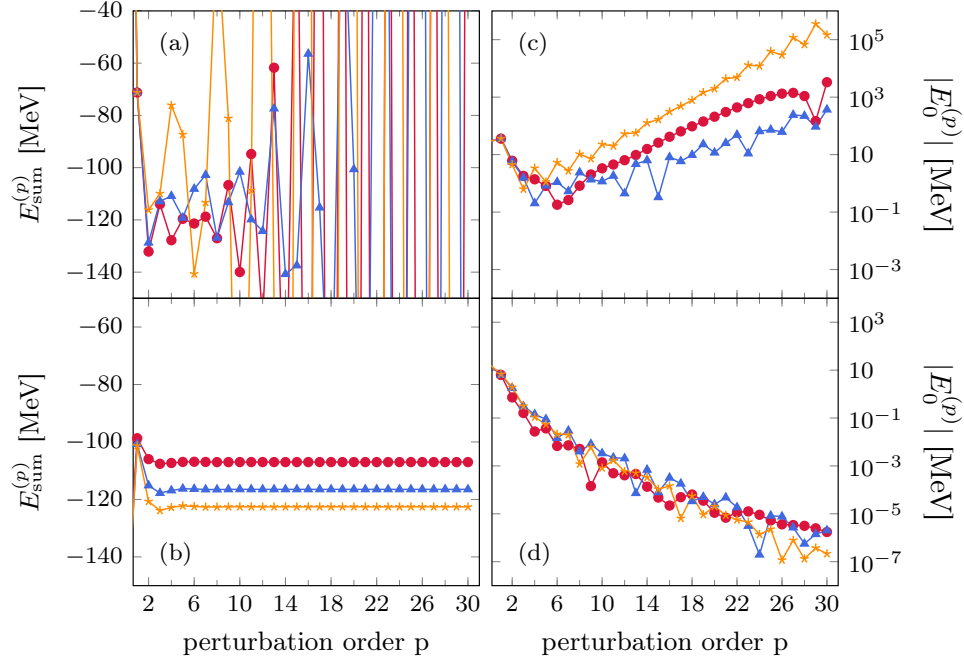 (a)
(c)
−40
−60
−80
−100
−120
−140
E_sum^(p) [MeV]
10^5
10^3
10
10^−1
10^−3
|E_0^(p)| [MeV]
(b)
(d)
−60
−80
−100
−120
−140
E_sum^(p) [MeV]
10^3
10
10^−1
10^−3
10^−5
10^−7
|E_0^(p)| [MeV]
2 6 10 14 18 22 26 30
2 6 10 14 18 22 26 30
perturbation order p
perturbation order p